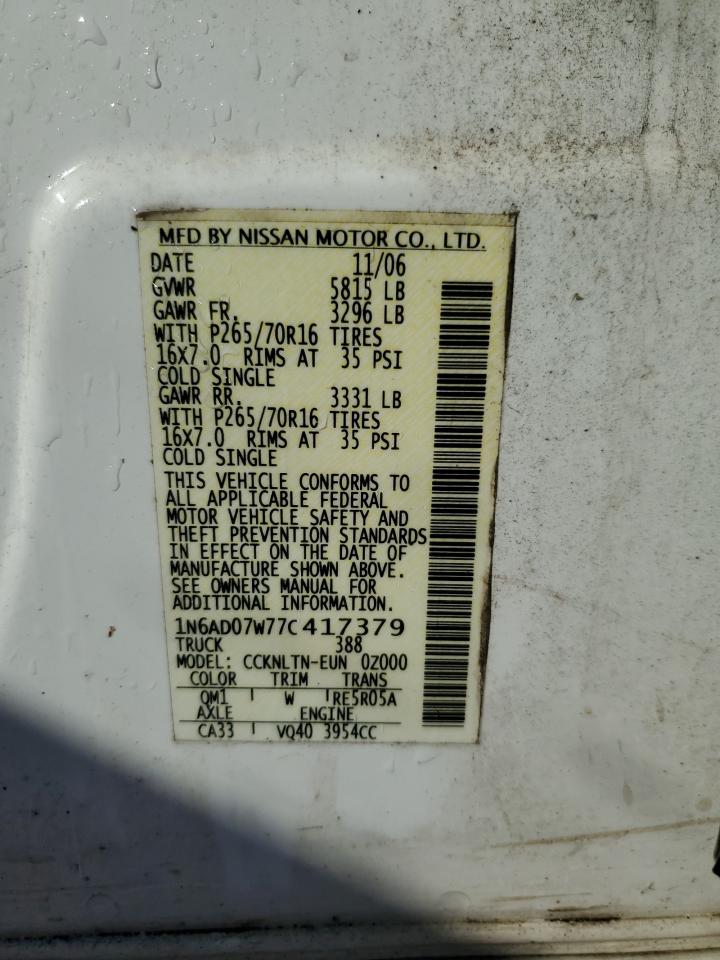 MFD BY NISSAN MOTOR CO., LTD.
DATE 11/06
GVWR 5815 LB
GAWR FR. 3296 LB
WITH P265/70R16 TIRES
16X7.0 RIMS AT 35 PSI
COLD SINGLE
GAWR RR. 3331 LB
WITH P265/70R16 TIRES
16X7.0 RIMS AT 35 PSI
COLD SINGLE
THIS VEHICLE CONFORMS TO
ALL APPLICABLE FEDERAL
MOTOR VEHICLE SAFETY AND
THEFT PREVENTION STANDARDS
IN EFFECT ON THE DATE OF
MANUFACTURE SHOWN ABOVE.
SEE OWNERS MANUAL FOR
ADDITIONAL INFORMATION.
1N6AD07W77C417379
TRUCK 388
MODEL: CCKNLTN-EUN 0Z000
COLOR TRIM TRANS
QM1 W RE5R05A
AXLE ENGINE
CA33 VQ40 3954CC